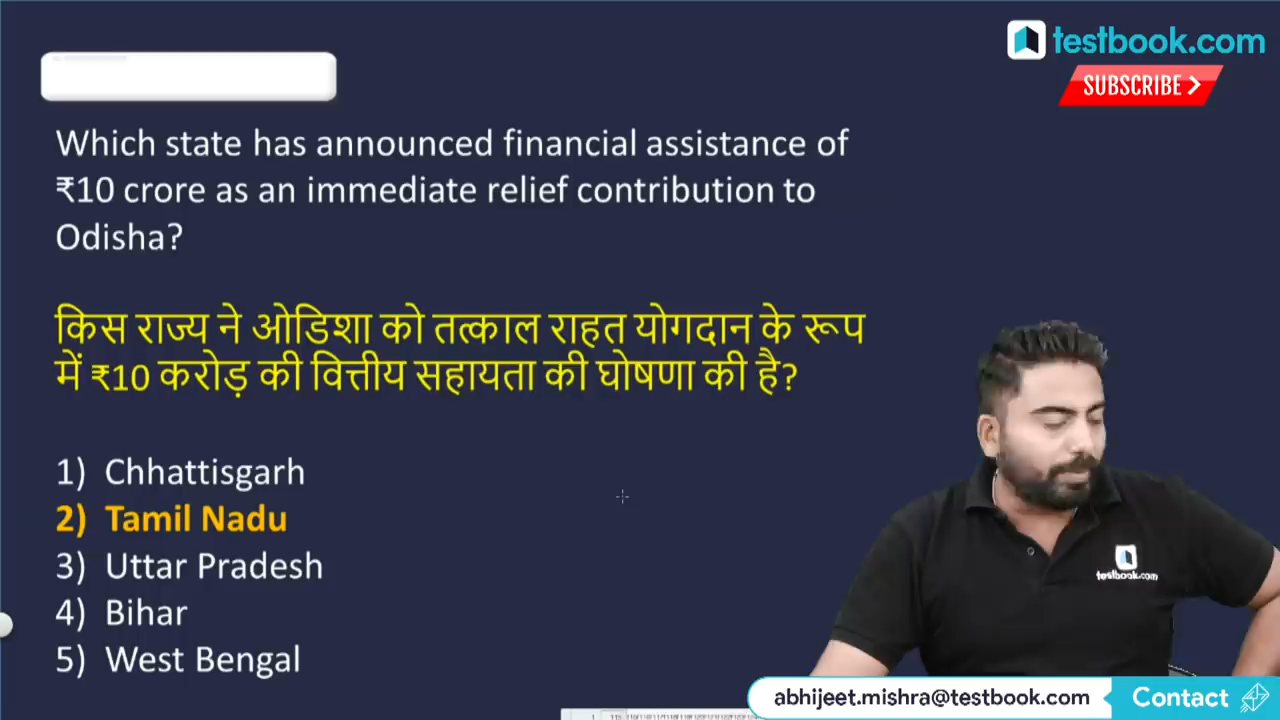 testbook.com
SUBSCRIBE
Which state has announced financial assistance of
₹10 crore as an immediate relief contribution to
Odisha?
किस राज्य ने ओडिशा को तत्काल राहत योगदान के रूप
में ₹10 करोड़ की वित्तीय सहायता की घोषणा की है?
1) Chhattisgarh
2) Tamil Nadu
3) Uttar Pradesh
4) Bihar
5) West Bengal
testbook.com
abhijeet.mishra@testbook.com Contact